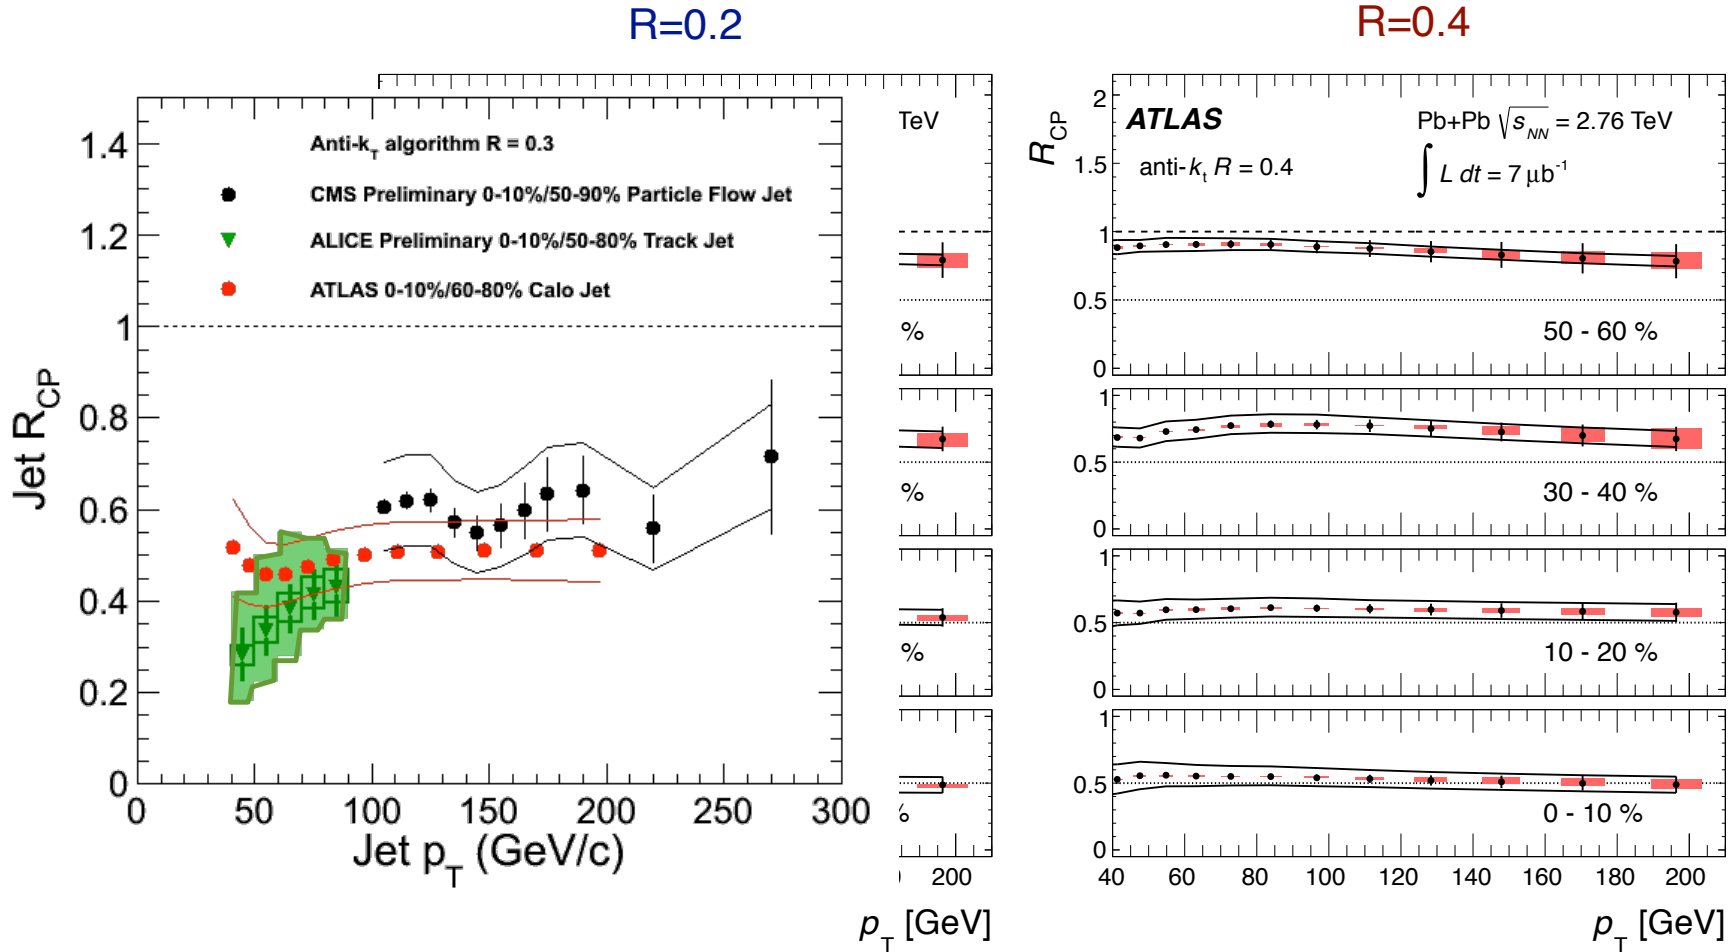 R=0.2
R=0.4
Anti-k_T algorithm R = 0.3
CMS Preliminary 0-10%/50-90% Particle Flow Jet
ALICE Preliminary 0-10%/50-80% Track Jet
ATLAS 0-10%/60-80% Calo Jet
1.4
1.2
1
0.8
0.6
0.4
0.2
0
Jet R_CP
0 50 100 150 200 250 300
Jet p_T (GeV/c)
TeV
%
%
%
%
200
p_T [GeV]
R_CP
2
1.5
1
0.5
0
ATLAS
Pb+Pb √s_NN = 2.76 TeV
anti-k_t R = 0.4
∫ L dt = 7 μb⁻¹
50 - 60 %
1
0.5
0
30 - 40 %
1
0.5
0
10 - 20 %
1
0.5
0
0 - 10 %
40 60 80 100 120 140 160 180 200
p_T [GeV]